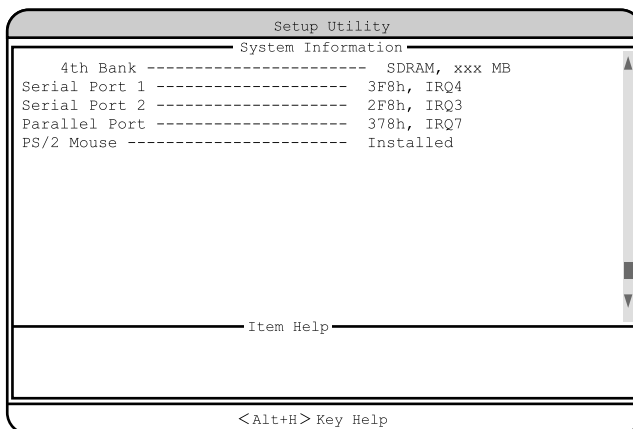 Setup Utility
System Information
4th Bank ----------------------- SDRAM, xxx MB
Serial Port 1 -------------------- 3F8h, IRQ4
Serial Port 2 -------------------- 2F8h, IRQ3
Parallel Port -------------------- 378h, IRQ7
PS/2 Mouse ----------------------- Installed
Item Help
<Alt+H> Key Help